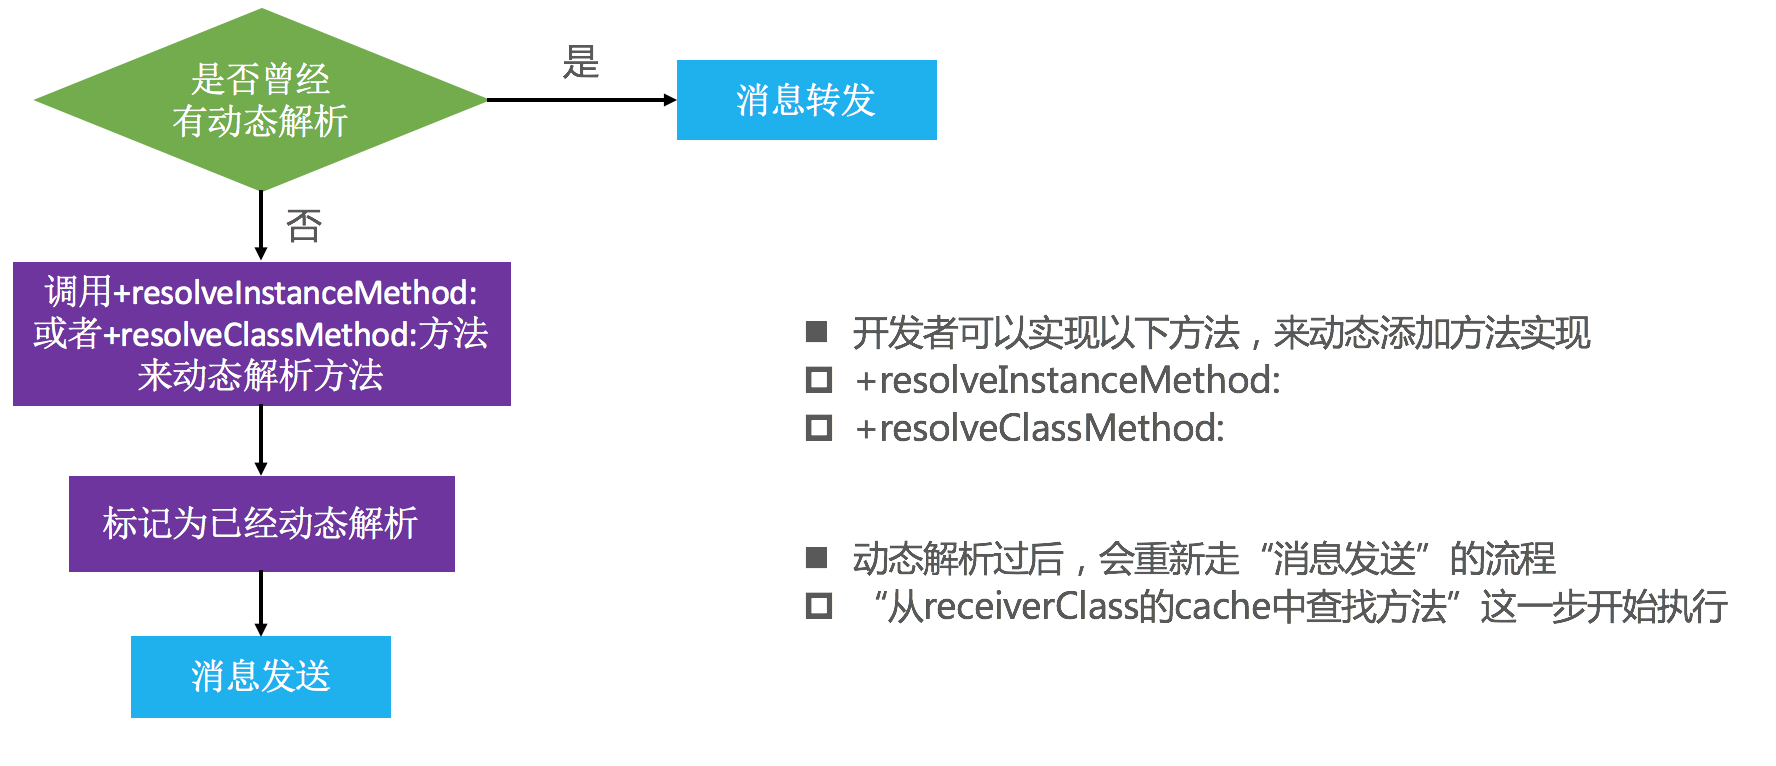 是否曾经
有动态解析
是
消息转发
否
调用+resolveInstanceMethod:
或者+resolveClassMethod:方法
来动态解析方法
标记为已经动态解析
消息发送
开发者可以实现以下方法，来动态添加方法实现
+resolveInstanceMethod:
+resolveClassMethod:
动态解析过后，会重新走“消息发送”的流程
“从receiverClass的cache中查找方法”这一步开始执行